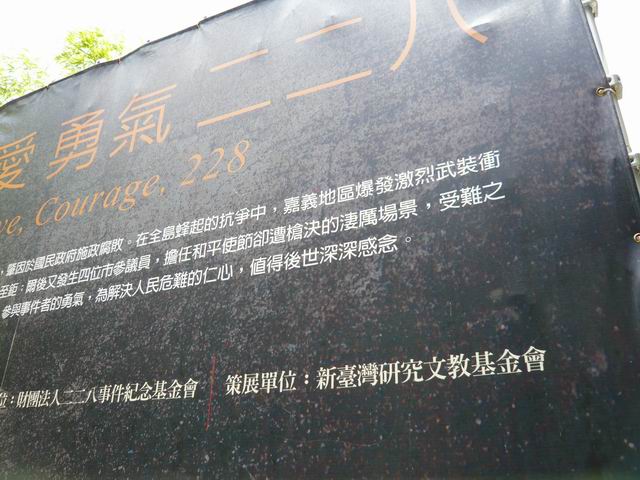 愛 勇氣 二二八
ve, Courage, 228
，肇因於國民政府施政腐敗。在全島蜂起的抗爭中，嘉義地區爆發激烈武裝衝
至鉅；爾後又發生四位市參議員，擔任和平使節卻遭槍決的淒厲場景，受難之
參與事件者的勇氣，為解決人民危難的仁心，值得後世深深感念。
位：財團法人二二八事件紀念基金會 策展單位：新臺灣研究文教基金會